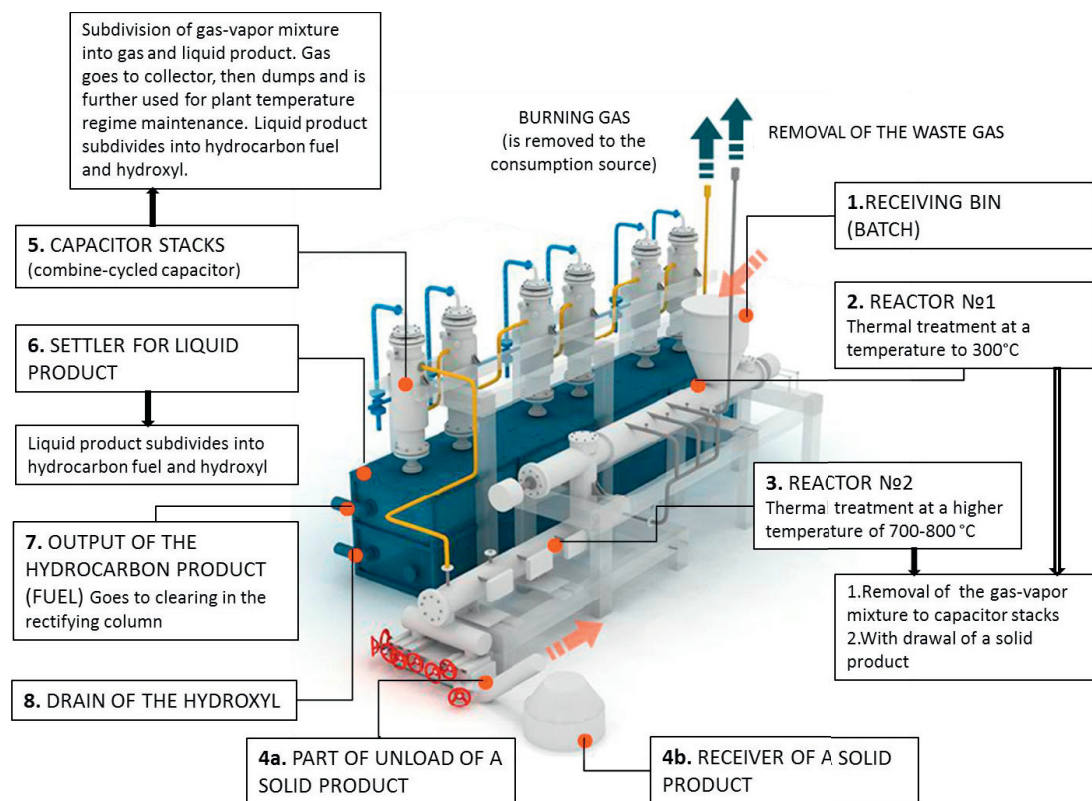 Subdivision of gas-vapor mixture
into gas and liquid product. Gas
goes to collector, then dumps and is
further used for plant temperature
regime maintenance. Liquid product
subdivides into hydrocarbon fuel
and hydroxyl.
BURNING GAS
(is removed to the
consumption source)
REMOVAL OF THE WASTE GAS
1.RECEIVING BIN
(BATCH)
5. CAPACITOR STACKS
(combine-cycled capacitor)
2. REACTOR №1
Thermal treatment at a
temperature to 300°C
6. SETTLER FOR LIQUID
PRODUCT
Liquid product subdivides into
hydrocarbon fuel and hydroxyl
3. REACTOR №2
Thermal treatment at a higher
temperature of 700-800 °C
7. OUTPUT OF THE
HYDROCARBON PRODUCT
(FUEL) Goes to clearing in the
rectifying column
1.Removal of the gas-vapor
mixture to capacitor stacks
2.With drawal of a solid
product
8. DRAIN OF THE HYDROXYL
4a. PART OF UNLOAD OF A
SOLID PRODUCT
4b. RECEIVER OF A SOLID
PRODUCT